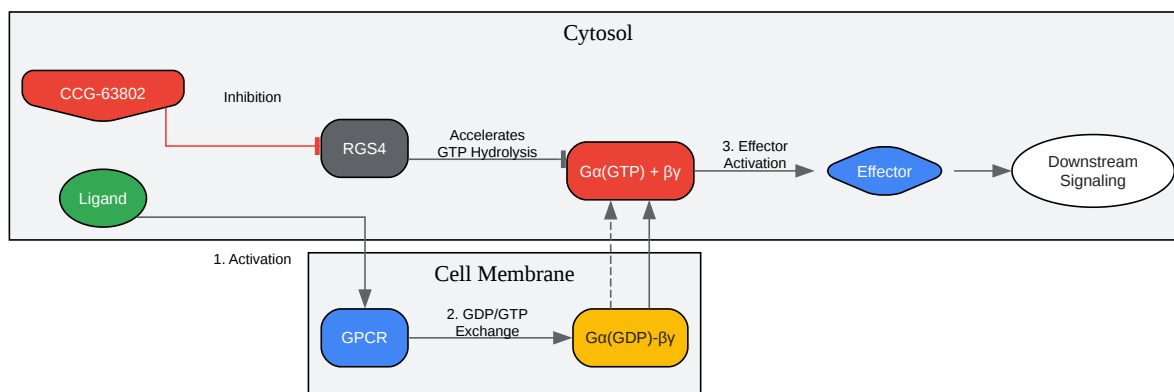 Cytosol
CCG-63802
Inhibition
RGS4
Accelerates
GTP Hydrolysis
Gα(GTP) + βγ
3. Effector
Activation
Effector
Downstream
Signaling
Ligand
1. Activation
Cell Membrane
GPCR
2. GDP/GTP
Exchange
Gα(GDP)-βγ